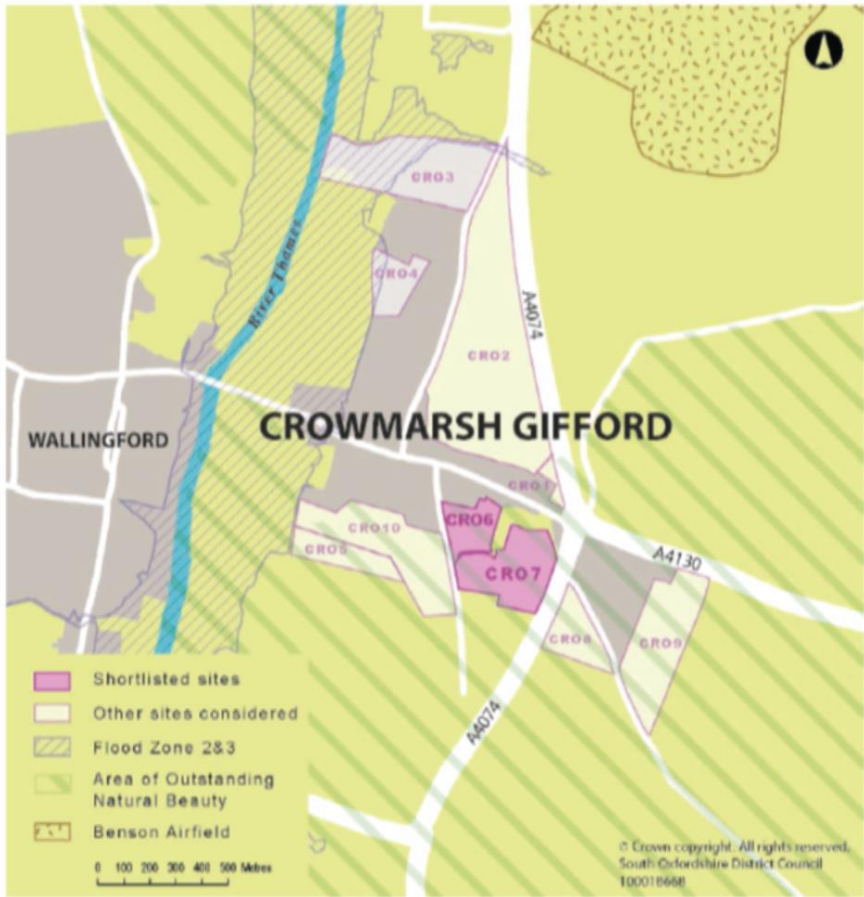 CRO3
CRO4
River Thames
A4074
CRO2
WALLINGFORD
CROWMARSH GIFFORD
CRO1
CRO6
CRO10
CRO5
CRO7
A4130
CRO8
CRO9
A4074
Shortlisted sites
Other sites considered
Flood Zone 2&3
Area of Outstanding
Natural Beauty
Benson Airfield
0 100 200 300 400 500 Metres
© Crown copyright. All rights reserved.
South Oxfordshire District Council
100018668